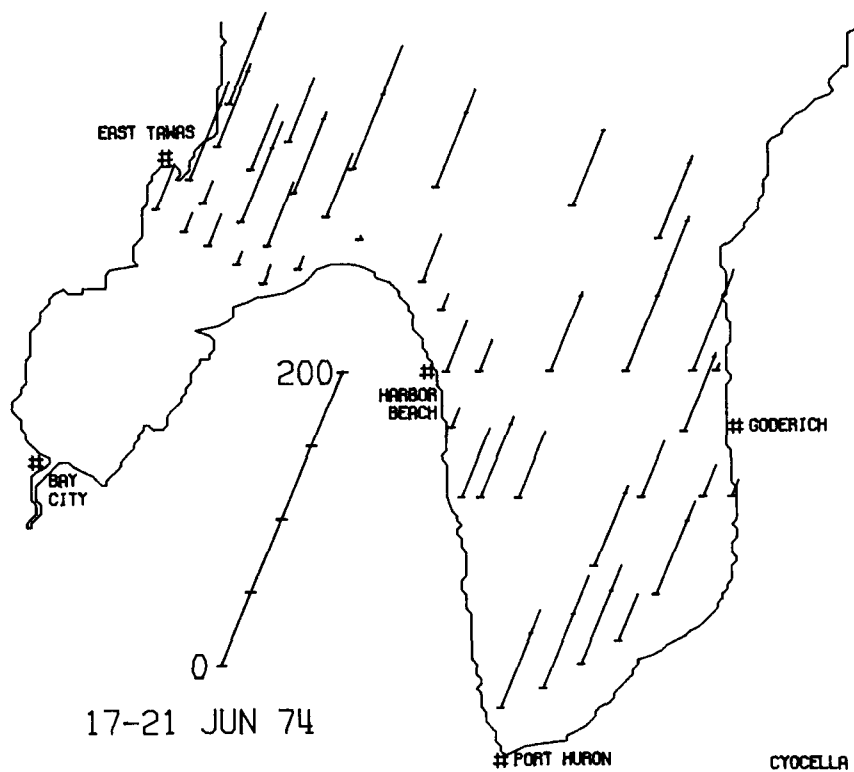 EAST TAWAS
200
HARBOR
BEACH
GODERICH
BAY
CITY
0
17-21 JUN 74
PORT HURON
CYOCELLA